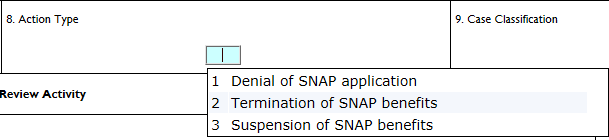 8. Action Type
9. Case Classification
1 Denial of SNAP application
2 Termination of SNAP benefits
3 Suspension of SNAP benefits
Review Activity